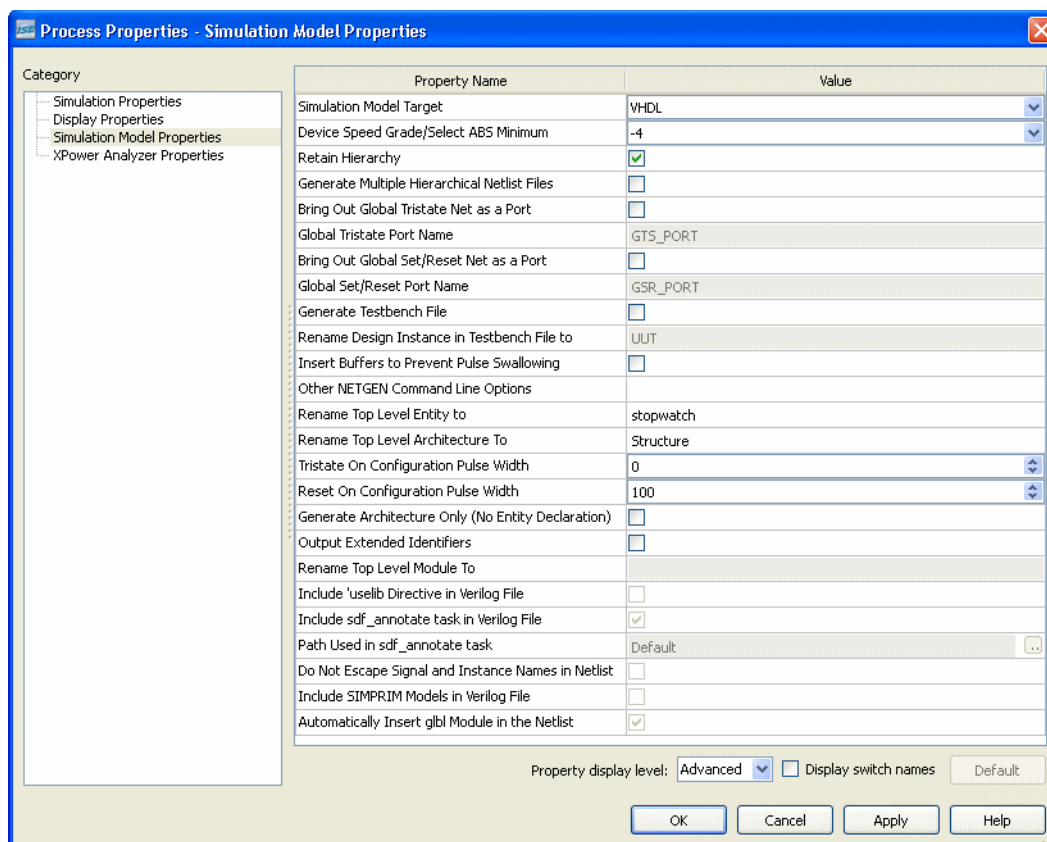 ISE Process Properties - Simulation Model Properties
Category
Simulation Properties
Display Properties
Simulation Model Properties
XPower Analyzer Properties
Property Name Value
Simulation Model Target VHDL
Device Speed Grade/Select ABS Minimum -4
Retain Hierarchy
Generate Multiple Hierarchical Netlist Files
Bring Out Global Tristate Net as a Port
Global Tristate Port Name GTS_PORT
Bring Out Global Set/Reset Net as a Port
Global Set/Reset Port Name GSR_PORT
Generate Testbench File
Rename Design Instance in Testbench File to UUT
Insert Buffers to Prevent Pulse Swallowing
Other NETGEN Command Line Options
Rename Top Level Entity to stopwatch
Rename Top Level Architecture To Structure
Tristate On Configuration Pulse Width 0
Reset On Configuration Pulse Width 100
Generate Architecture Only (No Entity Declaration)
Output Extended Identifiers
Rename Top Level Module To
Include 'uselib Directive in Verilog File
Include sdf_annotate task in Verilog File
Path Used in sdf_annotate task Default ..
Do Not Escape Signal and Instance Names in Netlist
Include SIMPRIM Models in Verilog File
Automatically Insert glbl Module in the Netlist
Property display level: Advanced Display switch names Default
OK Cancel Apply Help